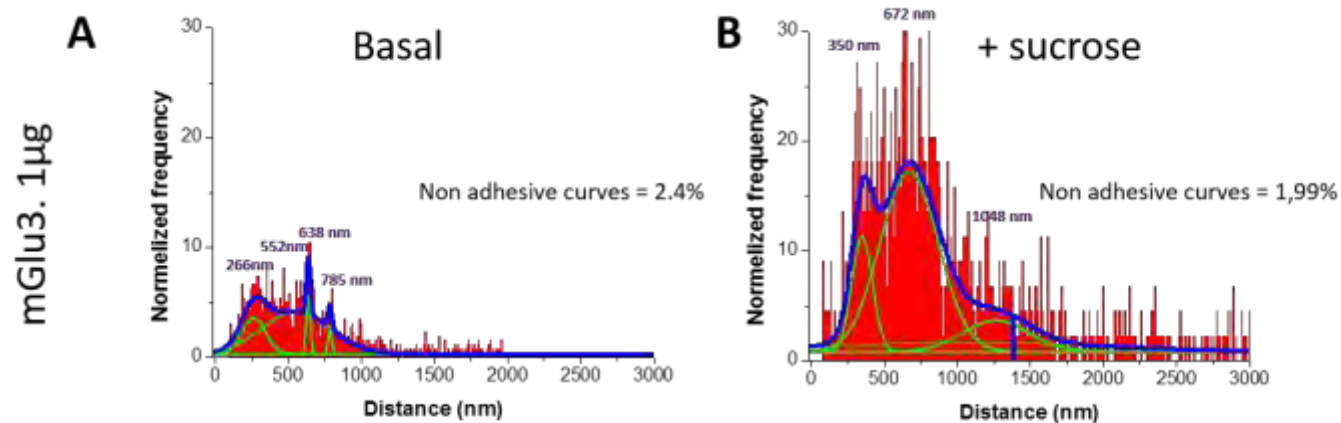 mGlu3. 1µg
A
Basal
30
20
10
0
Normelized frequency
266nm
552nm
638 nm
785 nm
Non adhesive curves = 2.4%
0 500 1000 1500 2000 2500 3000
Distance (nm)
B
+ sucrose
30
20
10
0
Normelized frequency
350 nm
672 nm
1048 nm
Non adhesive curves = 1,99%
0 500 1000 1500 2000 2500 3000
Distance (nm)